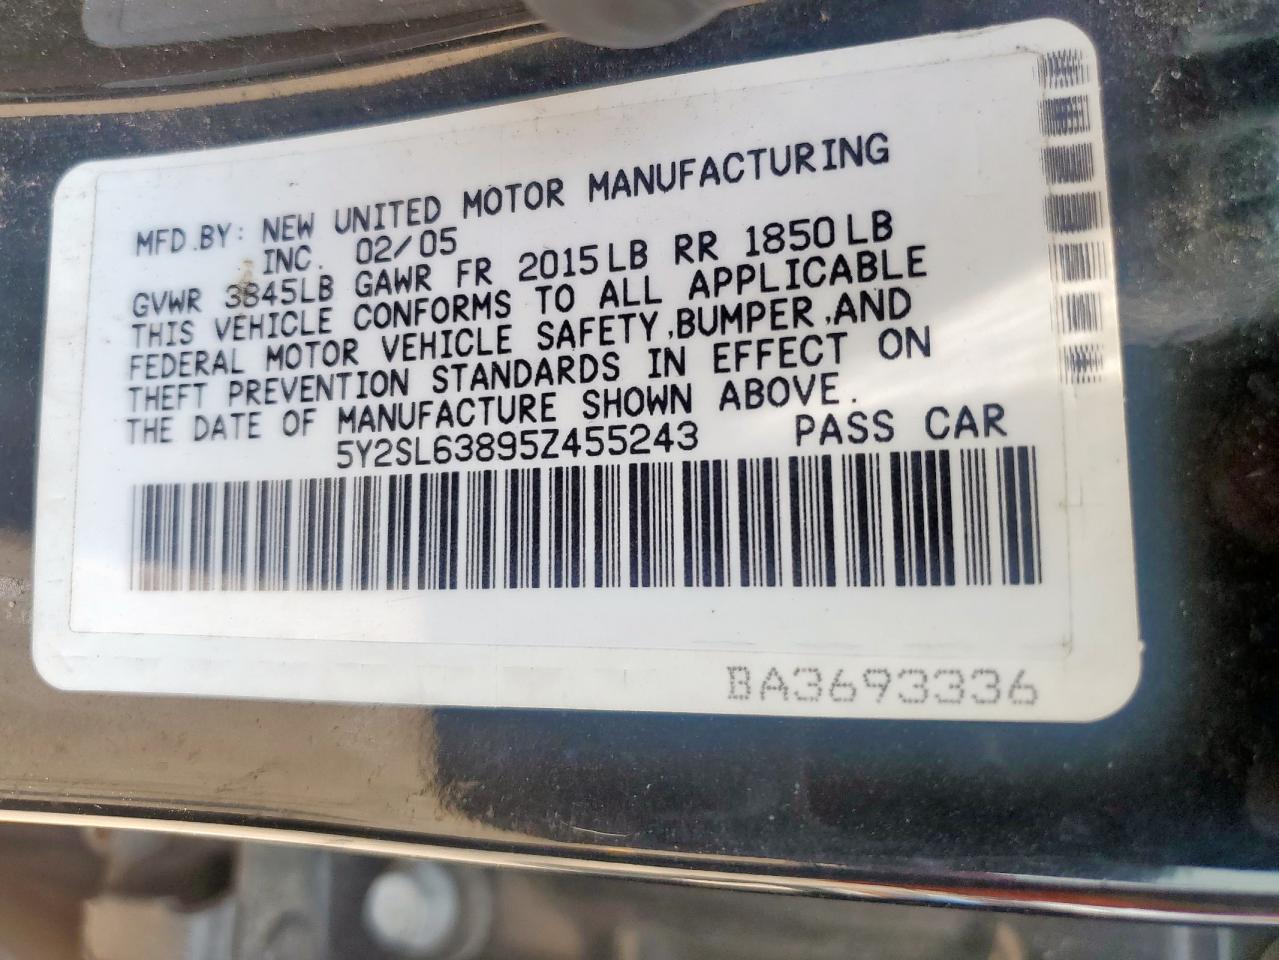 MFD.BY: NEW UNITED MOTOR MANUFACTURING
INC. 02/05
GVWR 3845LB GAWR FR 2015LB RR 1850LB
THIS VEHICLE CONFORMS TO ALL APPLICABLE
FEDERAL MOTOR VEHICLE SAFETY,BUMPER,AND
THEFT PREVENTION STANDARDS IN EFFECT ON
THE DATE OF MANUFACTURE SHOWN ABOVE.
5Y2SL63895Z455243 PASS CAR
BA3693336